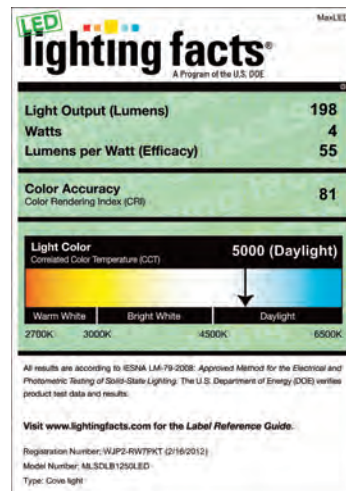 MaxLED
LED
lighting facts®
A Program of the U.S. DOE
Light Output (Lumens) 198
Watts 4
Lumens per Watt (Efficacy) 55
Color Accuracy 81
Color Rendering Index (CRI)
Light Color 5000 (Daylight)
Correlated Color Temperature (CCT)
Warm White Bright White Daylight
2700K 3000K 4500K 6500K
All results are according to IESNA LM-79-2008: Approved Method for the Electrical and
Photometric Testing of Solid-State Lighting. The U.S. Department of Energy (DOE) verifies
product test data and results.
Visit www.lightingfacts.com for the Label Reference Guide.
Registration Number: WJP2-RW7PKT (2/16/2012)
Model Number: MLSDLB1250LED
Type: Cove light